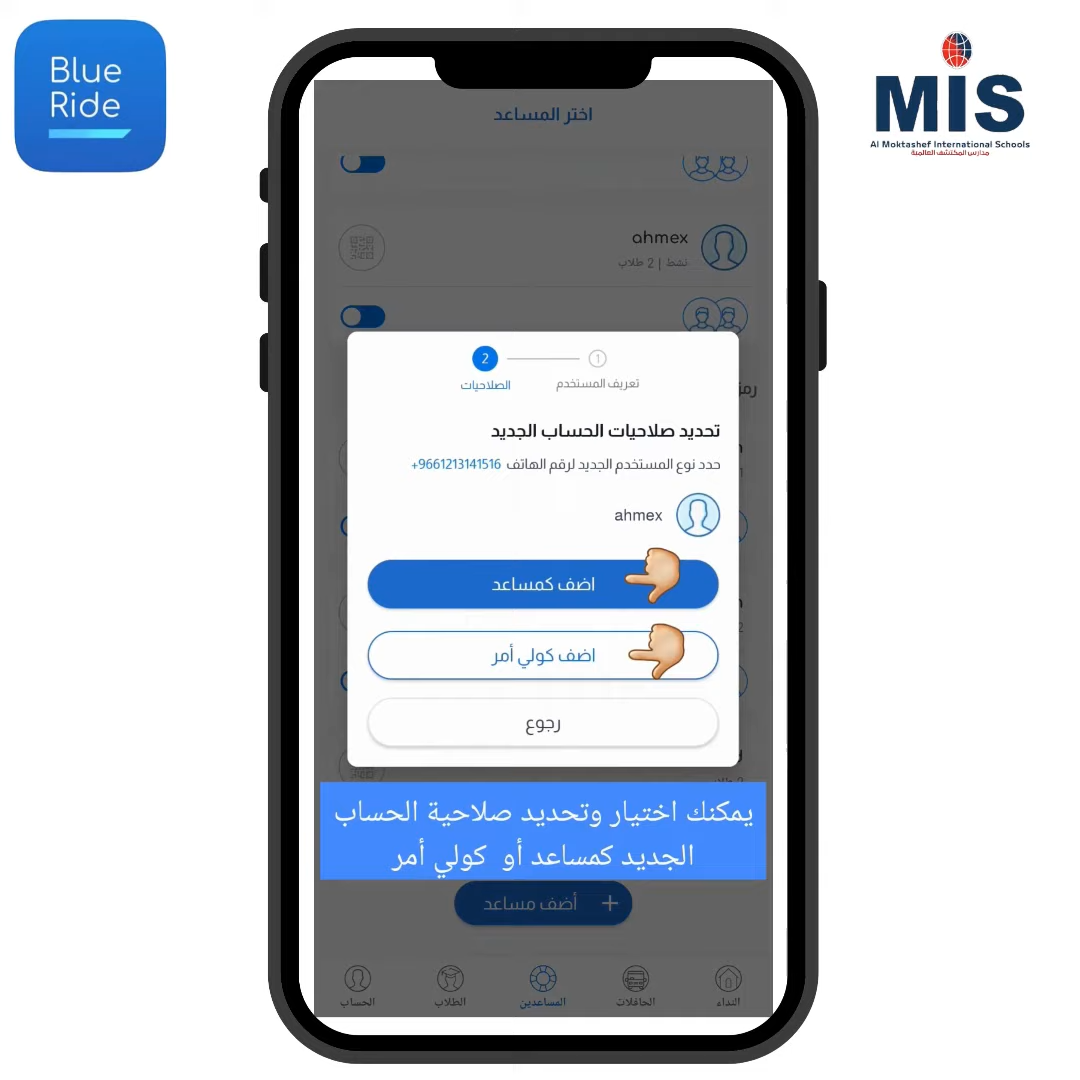 Blue
Ride
MIS
Al Moktashef International Schools
مدارس المكتشف العالمية
اختر المساعد
ahmex
نشط | 2 طلاب
رمز
1 تعريف المستخدم
2 الصلاحيات
تحديد صلاحيات الحساب الجديد
حدد نوع المستخدم الجديد لرقم الهاتف +9661213141516
ahmex
اضف كمساعد
اضف كولي أمر
رجوع
يمكنك اختيار وتحديد صلاحية الحساب
الجديد كمساعد أو كولي أمر
+ أضف مساعد
النداء
الحافلات
المساعدين
الطلاب
الحساب